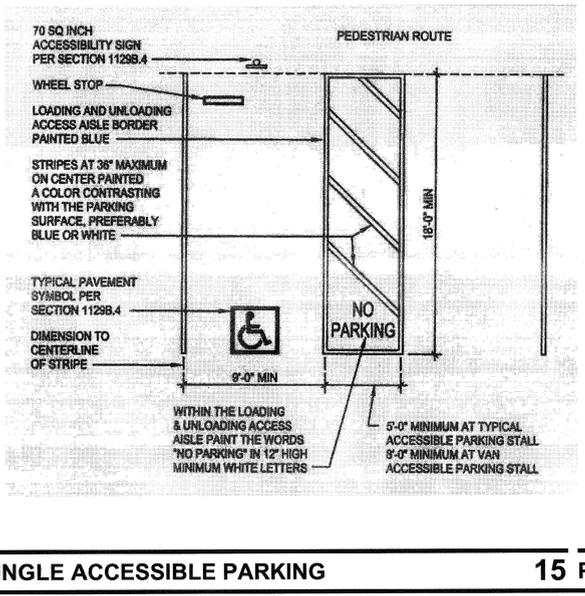 70 SQ INCH
ACCESSIBILITY SIGN
PER SECTION 1129B.4
PEDESTRIAN ROUTE
WHEEL STOP
LOADING AND UNLOADING
ACCESS AISLE BORDER
PAINTED BLUE
STRIPES AT 36" MAXIMUM
ON CENTER PAINTED
A COLOR CONTRASTING
WITH THE PARKING
SURFACE, PREFERABLY
BLUE OR WHITE
18'-0" MIN
TYPICAL PAVEMENT
SYMBOL PER
SECTION 1129B.4
NO
PARKING
DIMENSION TO
CENTERLINE
OF STRIPE
9'-0" MIN
WITHIN THE LOADING
& UNLOADING ACCESS
AISLE PAINT THE WORDS
"NO PARKING" IN 12" HIGH
MINIMUM WHITE LETTERS
5'-0" MINIMUM AT TYPICAL
ACCESSIBLE PARKING STALL
8'-0" MINIMUM AT VAN
ACCESSIBLE PARKING STALL
INGLE ACCESSIBLE PARKING 15